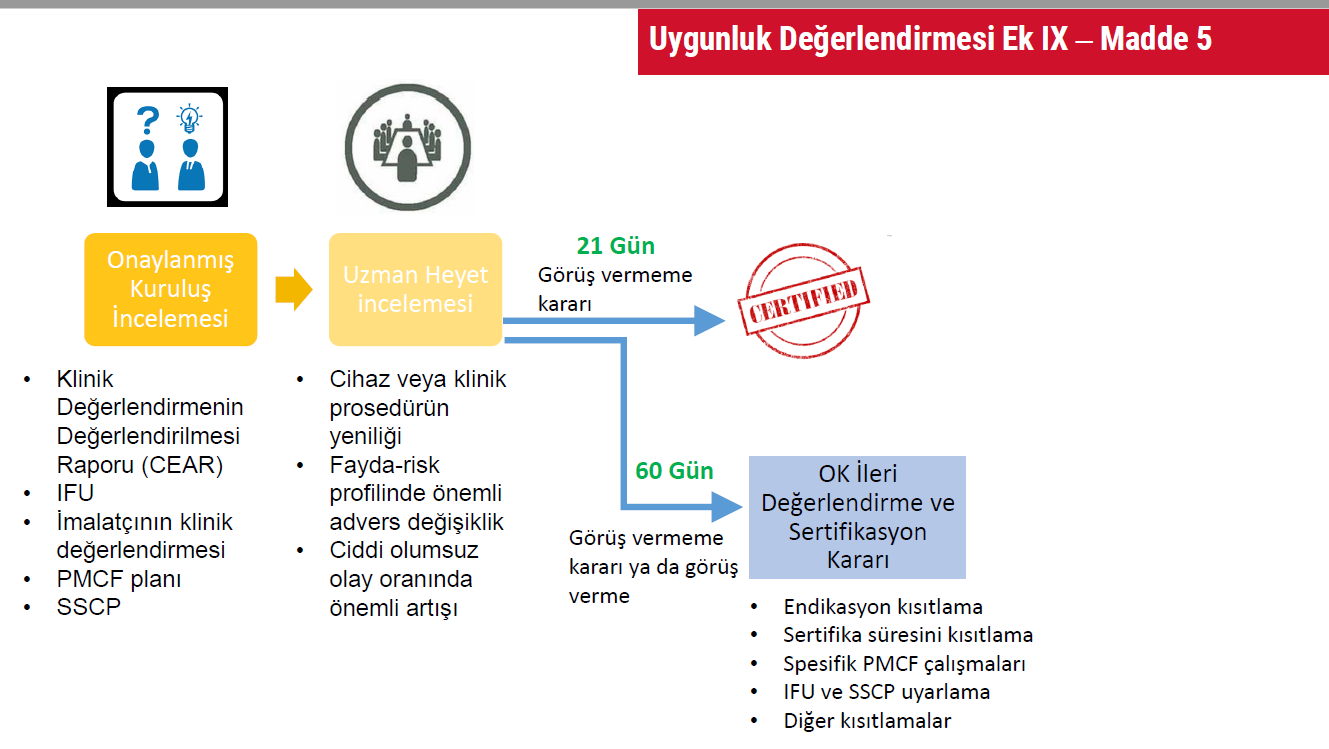 Uygunluk Değerlendirmesi Ek IX – Madde 5
?
Onaylanmış
Kuruluş
İncelemesi
• Klinik
Değerlendirmenin
Değerlendirilmesi
Raporu (CEAR)
• IFU
• İmalatçının klinik
değerlendirmesi
• PMCF planı
• SSCP
Uzman Heyet
incelemesi
• Cihaz veya klinik
prosedürün
yeniliği
• Fayda-risk
profilinde önemli
advers değişiklik
• Ciddi olumsuz
olay oranında
önemli artışı
21 Gün
Görüş vermeme
kararı
CERTIFIED
60 Gün
Görüş vermeme
kararı ya da görüş
verme
OK İleri
Değerlendirme ve
Sertifikasyon
Kararı
• Endikasyon kısıtlama
• Sertifika süresini kısıtlama
• Spesifik PMCF çalışmaları
• IFU ve SSCP uyarlama
• Diğer kısıtlamalar